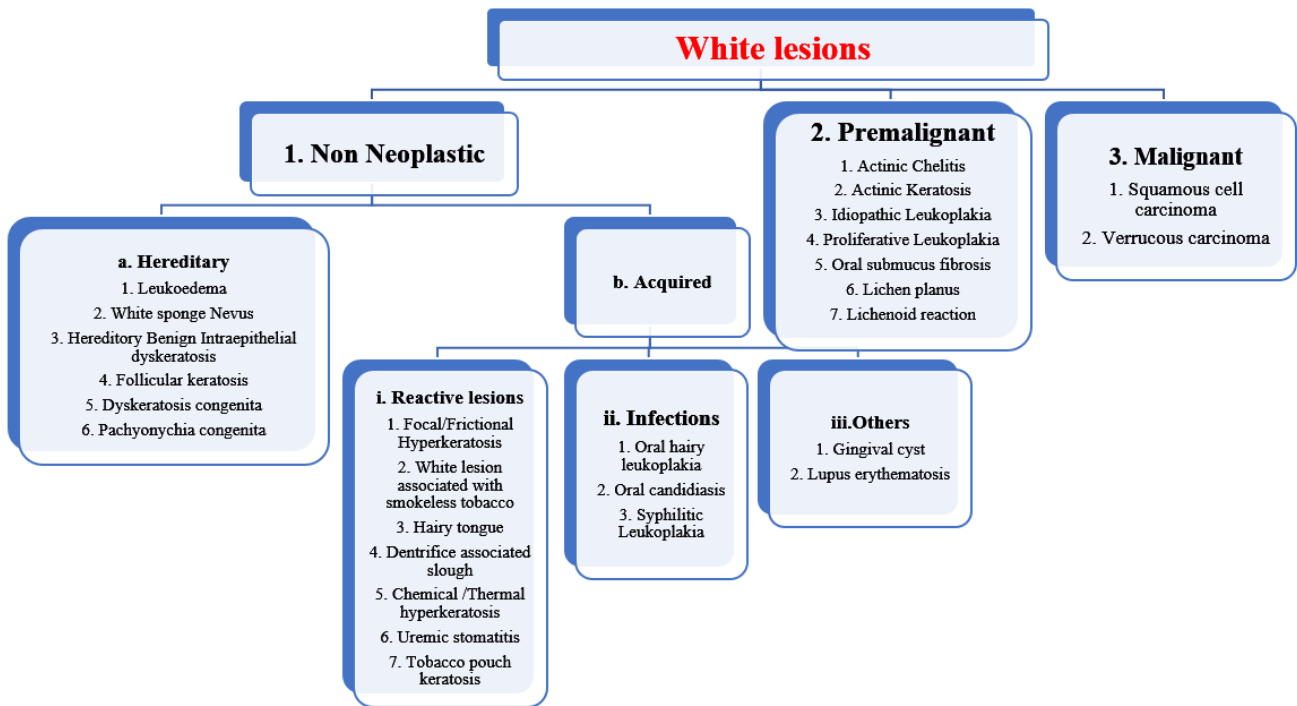 White lesions
1. Non Neoplastic
2. Premalignant
1. Actinic Chelitis
2. Actinic Keratosis
3. Idiopathic Leukoplakia
4. Proliferative Leukoplakia
5. Oral submucus fibrosis
6. Lichen planus
7. Lichenoid reaction
3. Malignant
1. Squamous cell
carcinoma
2. Verrucous carcinoma
a. Hereditary
1. Leukoedema
2. White sponge Nevus
3. Hereditory Benign Intraepithelial
dyskeratosis
4. Follicular keratosis
5. Dyskeratosis congenita
6. Pachyonychia congenita
b. Acquired
i. Reactive lesions
1. Focal/Frictional
Hyperkeratosis
2. White lesion
associated with
smokeless tobacco
3. Hairy tongue
4. Dentrifice associated
slough
5. Chemical /Thermal
hyperkeratosis
6. Uremic stomatitis
7. Tobacco pouch
keratosis
ii. Infections
1. Oral hairy
leukoplakia
2. Oral candidiasis
3. Syphilitic
Leukoplakia
iii.Others
1. Gingival cyst
2. Lupus erythematosis